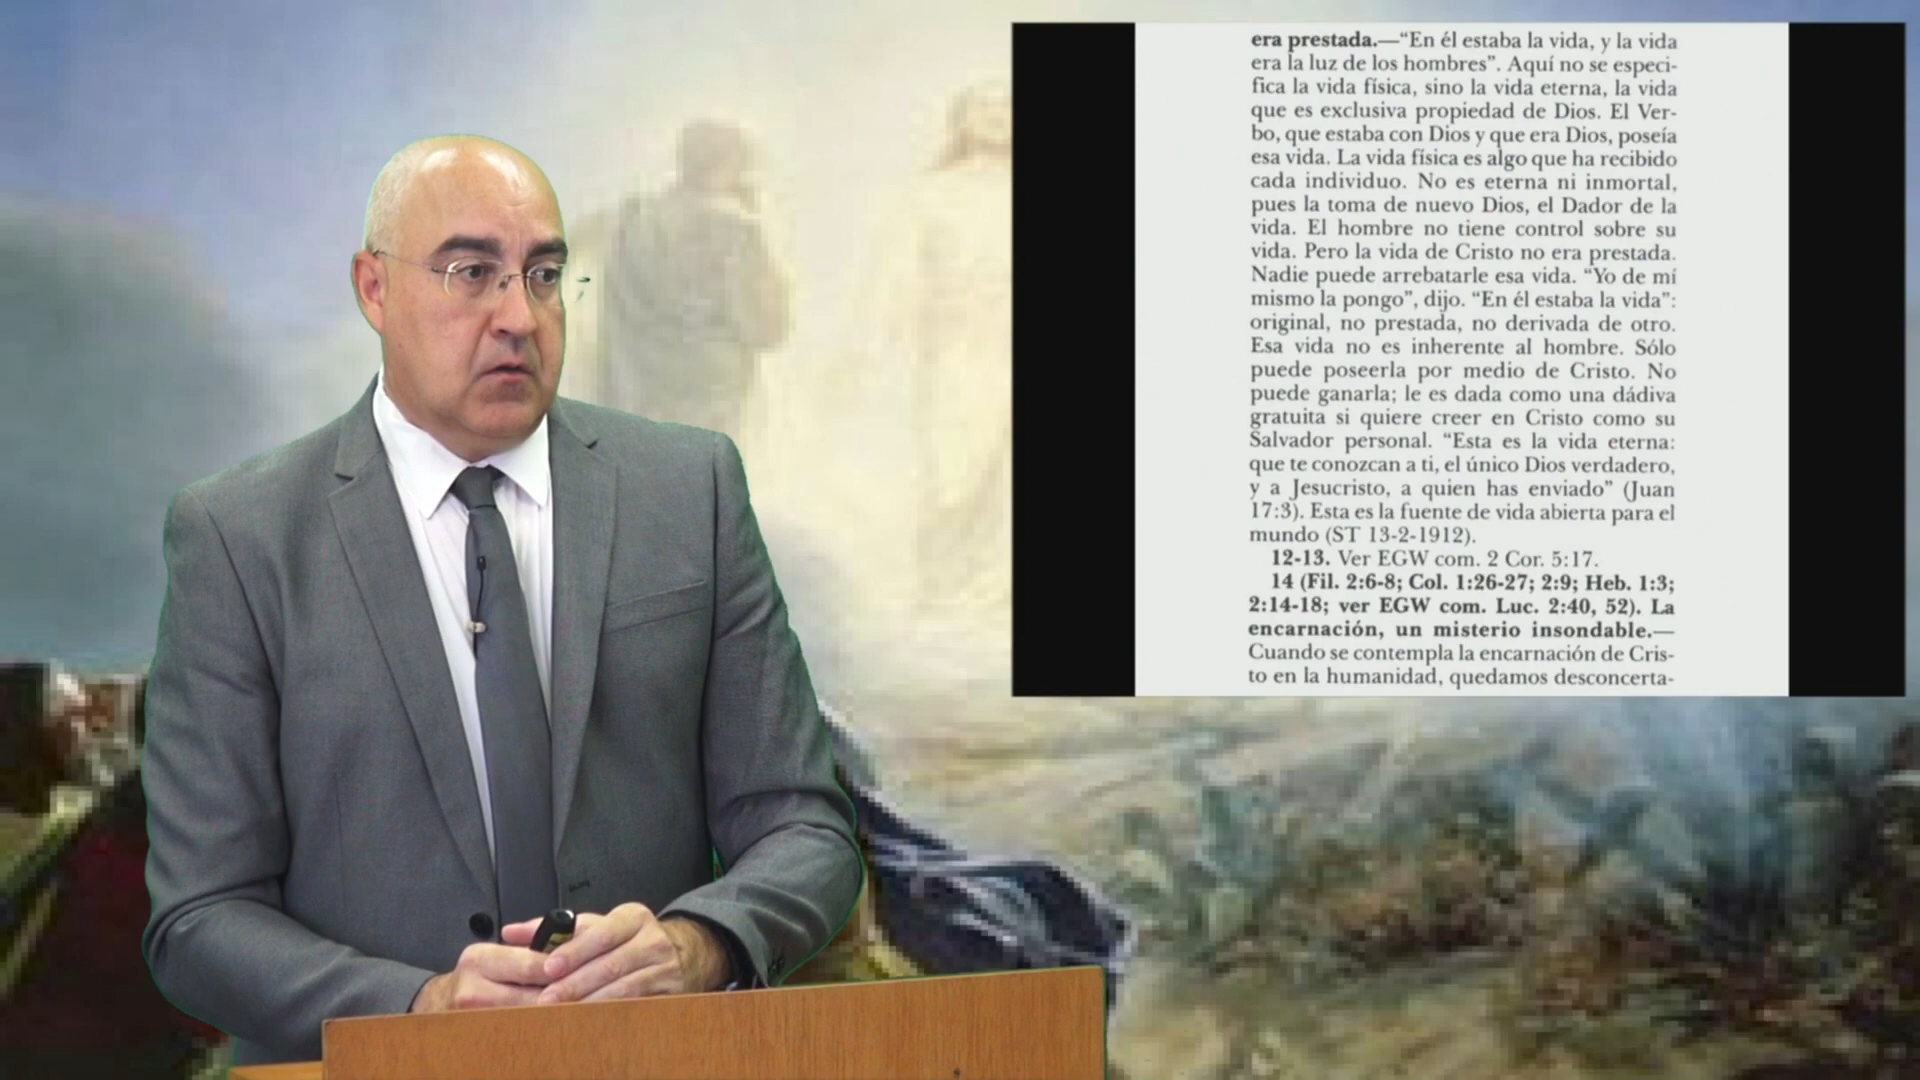 era prestada.—“En él estaba la vida, y la vida
era la luz de los hombres”. Aquí no se especi-
fica la vida física, sino la vida eterna, la vida
que es exclusiva propiedad de Dios. El Ver-
bo, que estaba con Dios y que era Dios, poseía
esa vida. La vida física es algo que ha recibido
cada individuo. No es eterna ni inmortal,
pues la toma de nuevo Dios, el Dador de la
vida. El hombre no tiene control sobre su
vida. Pero la vida de Cristo no era prestada.
Nadie puede arrebatarle esa vida. “Yo de mí
mismo la pongo”, dijo. “En él estaba la vida”:
original, no prestada, no derivada de otro.
Esa vida no es inherente al hombre. Sólo
puede poseerla por medio de Cristo. No
puede ganarla; le es dada como una dádiva
gratuita si quiere creer en Cristo como su
Salvador personal. “Esta es la vida eterna:
que te conozcan a ti, el único Dios verdadero,
y a Jesucristo, a quien has enviado” (Juan
17:3). Esta es la fuente de vida abierta para el
mundo (ST 13-2-1912).
12-13. Ver EGW com. 2 Cor. 5:17.
14 (Fil. 2:6-8; Col. 1:26-27; 2:9; Heb. 1:3;
2:14-18; ver EGW com. Luc. 2:40, 52). La
encarnación, un misterio insondable.—
Cuando se contempla la encarnación de Cris-
to en la humanidad, quedamos desconcerta-